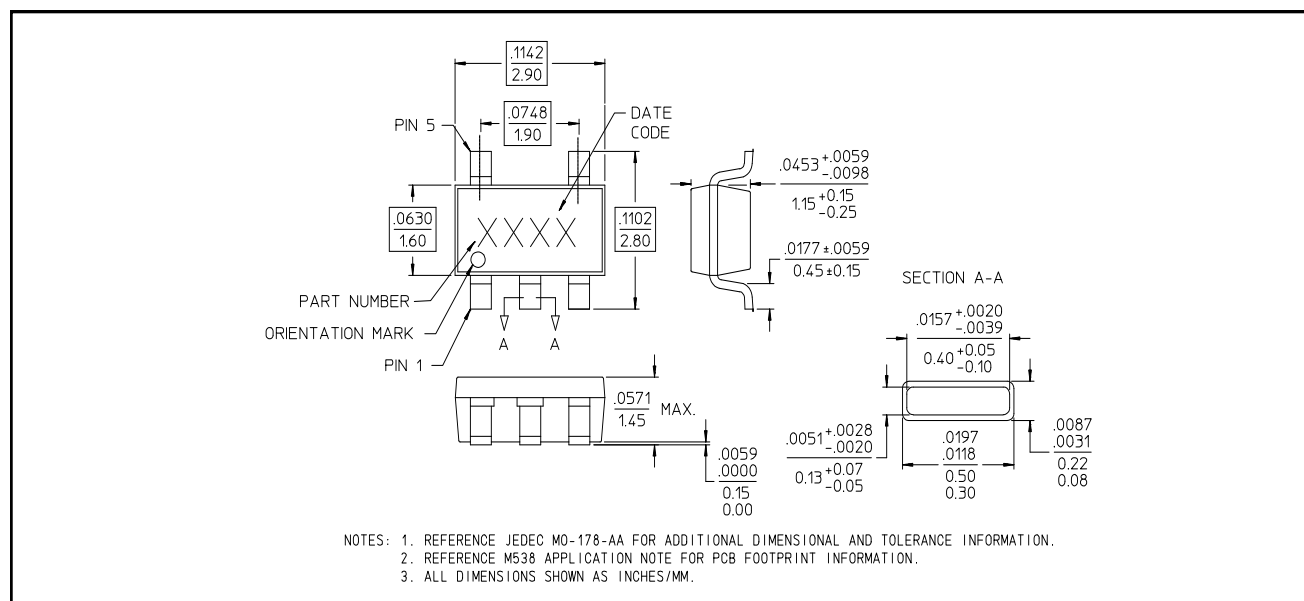 .1142
2.90
.0748
1.90
DATE
CODE
PIN 5
.0453 +.0059
-.0098
1.15 +0.15
-0.25
.0630
1.60
XXXX
.1102
2.80
.0177±.0059
0.45±0.15
SECTION A-A
PART NUMBER
ORIENTATION MARK
PIN 1
A A
.0157 +.0020
-.0039
0.40 +0.05
-0.10
.0571
1.45
MAX.
.0059
.0000
0.15
0.00
.0051 +.0028
-.0020
0.13 +0.07
-0.05
.0197
.0118
0.50
0.30
.0087
.0031
0.22
0.08
NOTES: 1. REFERENCE JEDEC MO-178-AA FOR ADDITIONAL DIMENSIONAL AND TOLERANCE INFORMATION.
2. REFERENCE M538 APPLICATION NOTE FOR PCB FOOTPRINT INFORMATION.
3. ALL DIMENSIONS SHOWN AS INCHES/MM.